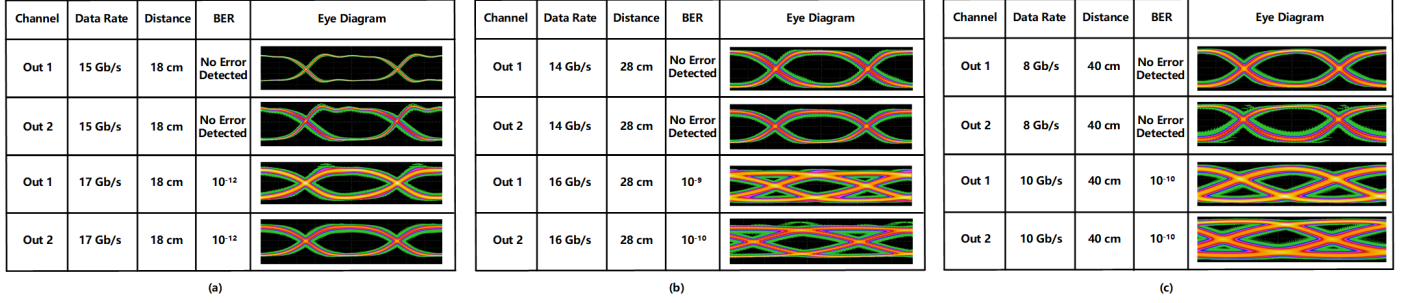 Channel Data Rate Distance BER Eye Diagram
Out 1 15 Gb/s 18 cm No Error Detected
Out 2 15 Gb/s 18 cm No Error Detected
Out 1 17 Gb/s 18 cm 10⁻¹²
Out 2 17 Gb/s 18 cm 10⁻¹²
(a)
Channel Data Rate Distance BER Eye Diagram
Out 1 14 Gb/s 28 cm No Error Detected
Out 2 14 Gb/s 28 cm No Error Detected
Out 1 16 Gb/s 28 cm 10⁻⁹
Out 2 16 Gb/s 28 cm 10⁻¹⁰
(b)
Channel Data Rate Distance BER Eye Diagram
Out 1 8 Gb/s 40 cm No Error Detected
Out 2 8 Gb/s 40 cm No Error Detected
Out 1 10 Gb/s 40 cm 10⁻¹⁰
Out 2 10 Gb/s 40 cm 10⁻¹⁰
(c)